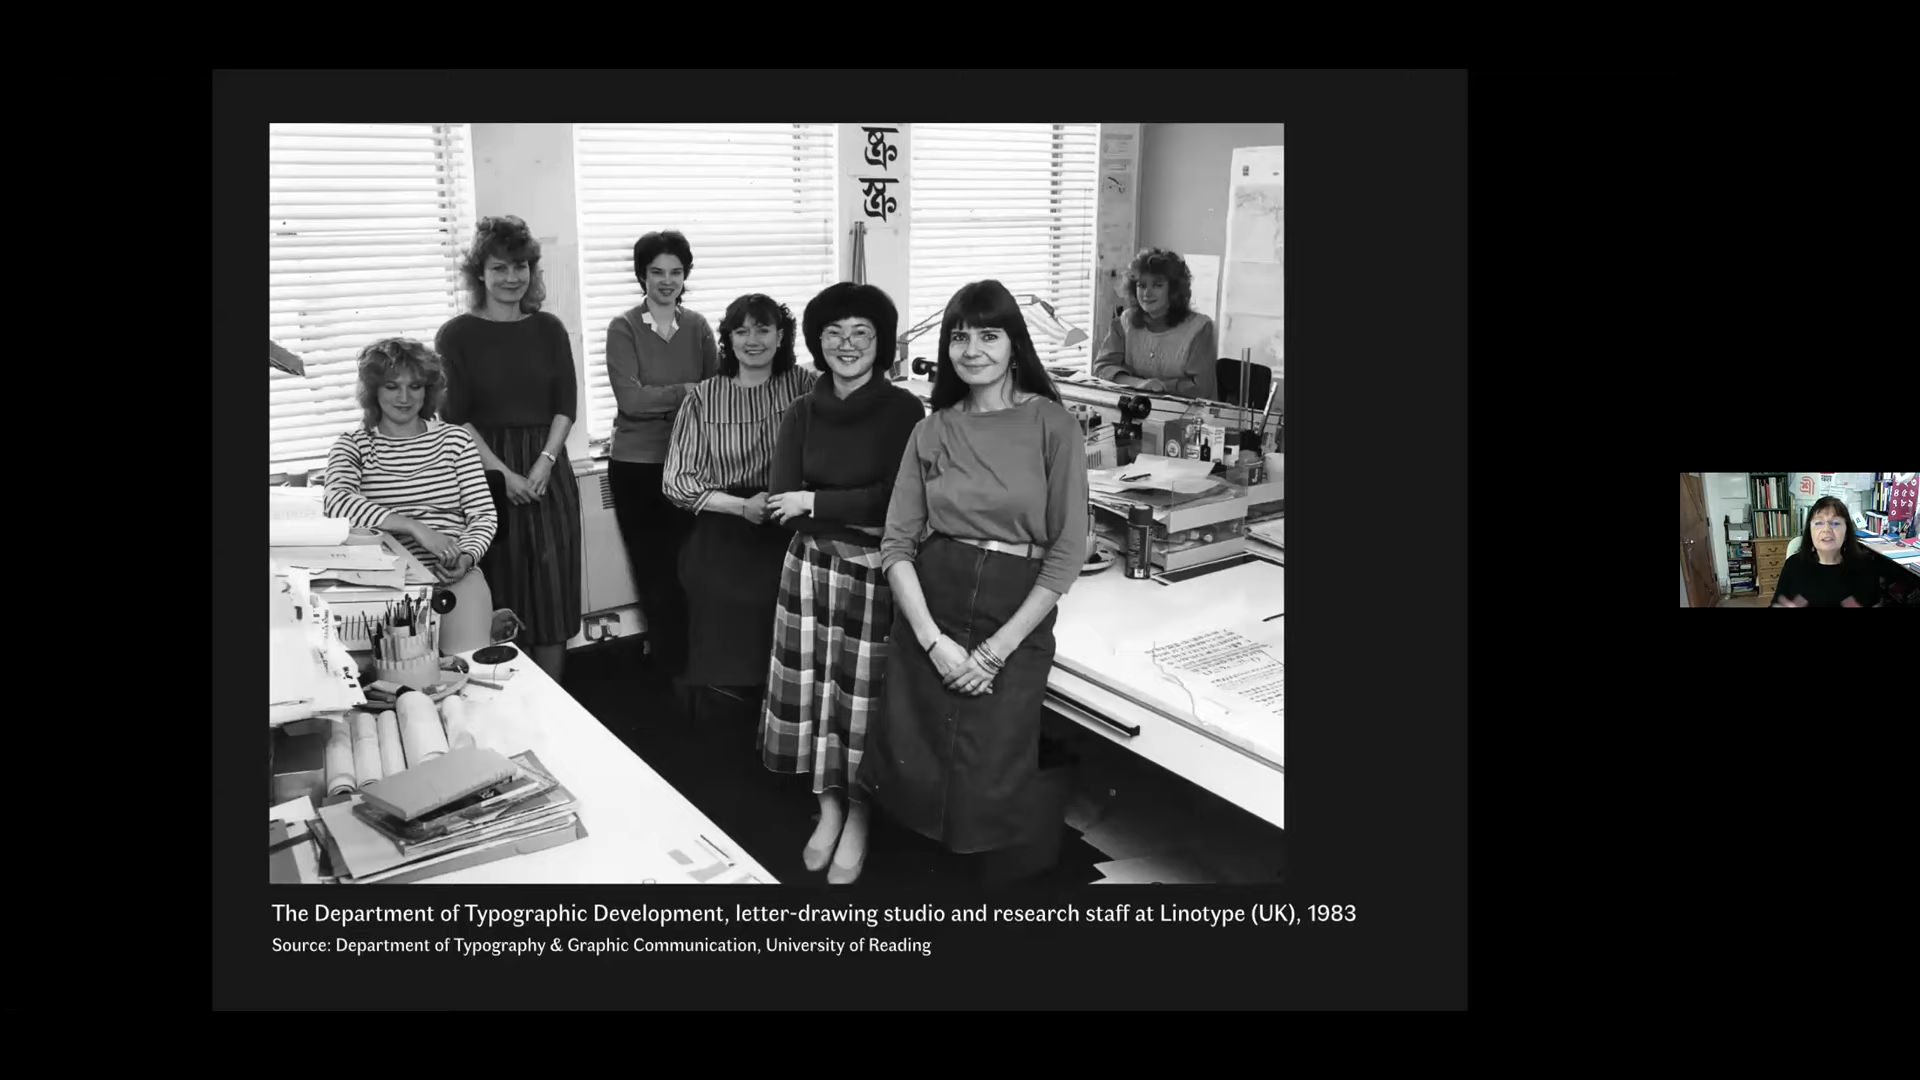 ষ্ক্র
স্ক্র
The Department of Typographic Development, letter-drawing studio and research staff at Linotype (UK), 1983
Source: Department of Typography & Graphic Communication, University of Reading
श्री